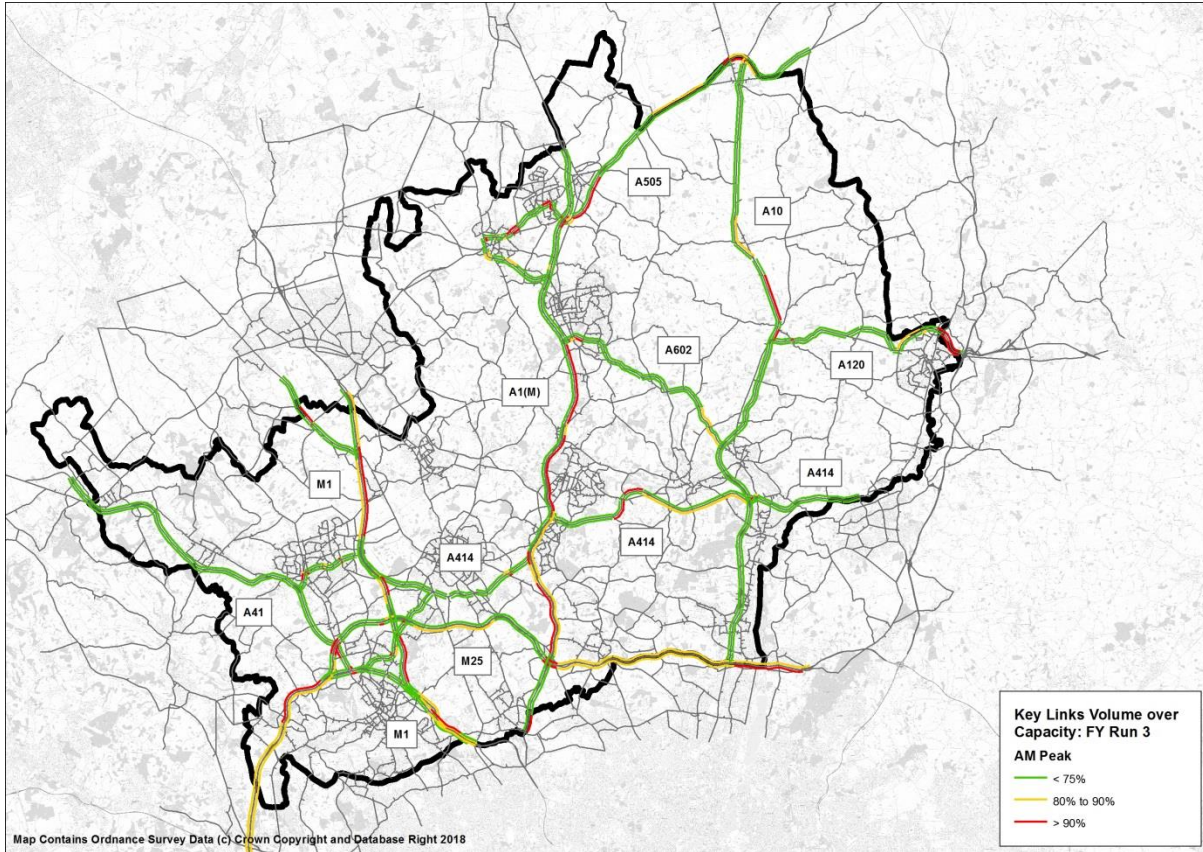 A505
A10
A602
A120
A1(M)
M1
A414
A414
A414
A41
M25
M1
Key Links Volume over
Capacity: FY Run 3
AM Peak
< 75%
80% to 90%
> 90%
Map Contains Ordnance Survey Data (c) Crown Copyright and Database Right 2018